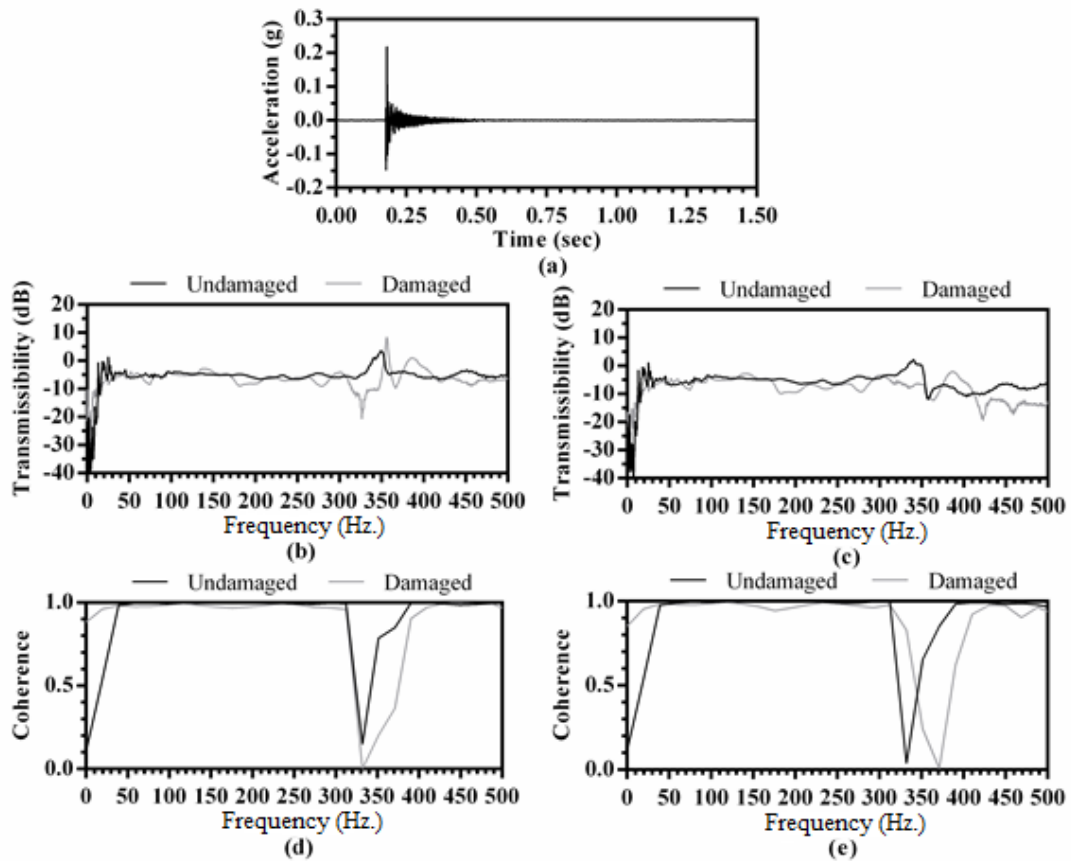 Acceleration (g)
0.3
0.2
0.1
0.0
-0.1
-0.2
0.00 0.25 0.50 0.75 1.00 1.25 1.50
Time (sec)
(a)
Undamaged Damaged
Transmissibility (dB)
20
10
0
-10
-20
-30
-40
0 50 100 150 200 250 300 350 400 450 500
Frequency (Hz.)
(b)
Undamaged Damaged
Transmissibility (dB)
20
10
0
-10
-20
-30
-40
0 50 100 150 200 250 300 350 400 450 500
Frequency (Hz.)
(c)
Undamaged Damaged
Coherence
1.0
0.5
0.0
0 50 100 150 200 250 300 350 400 450 500
Frequency (Hz.)
(d)
Undamaged Damaged
Coherence
1.0
0.5
0.0
0 50 100 150 200 250 300 350 400 450 500
Frequency (Hz.)
(e)